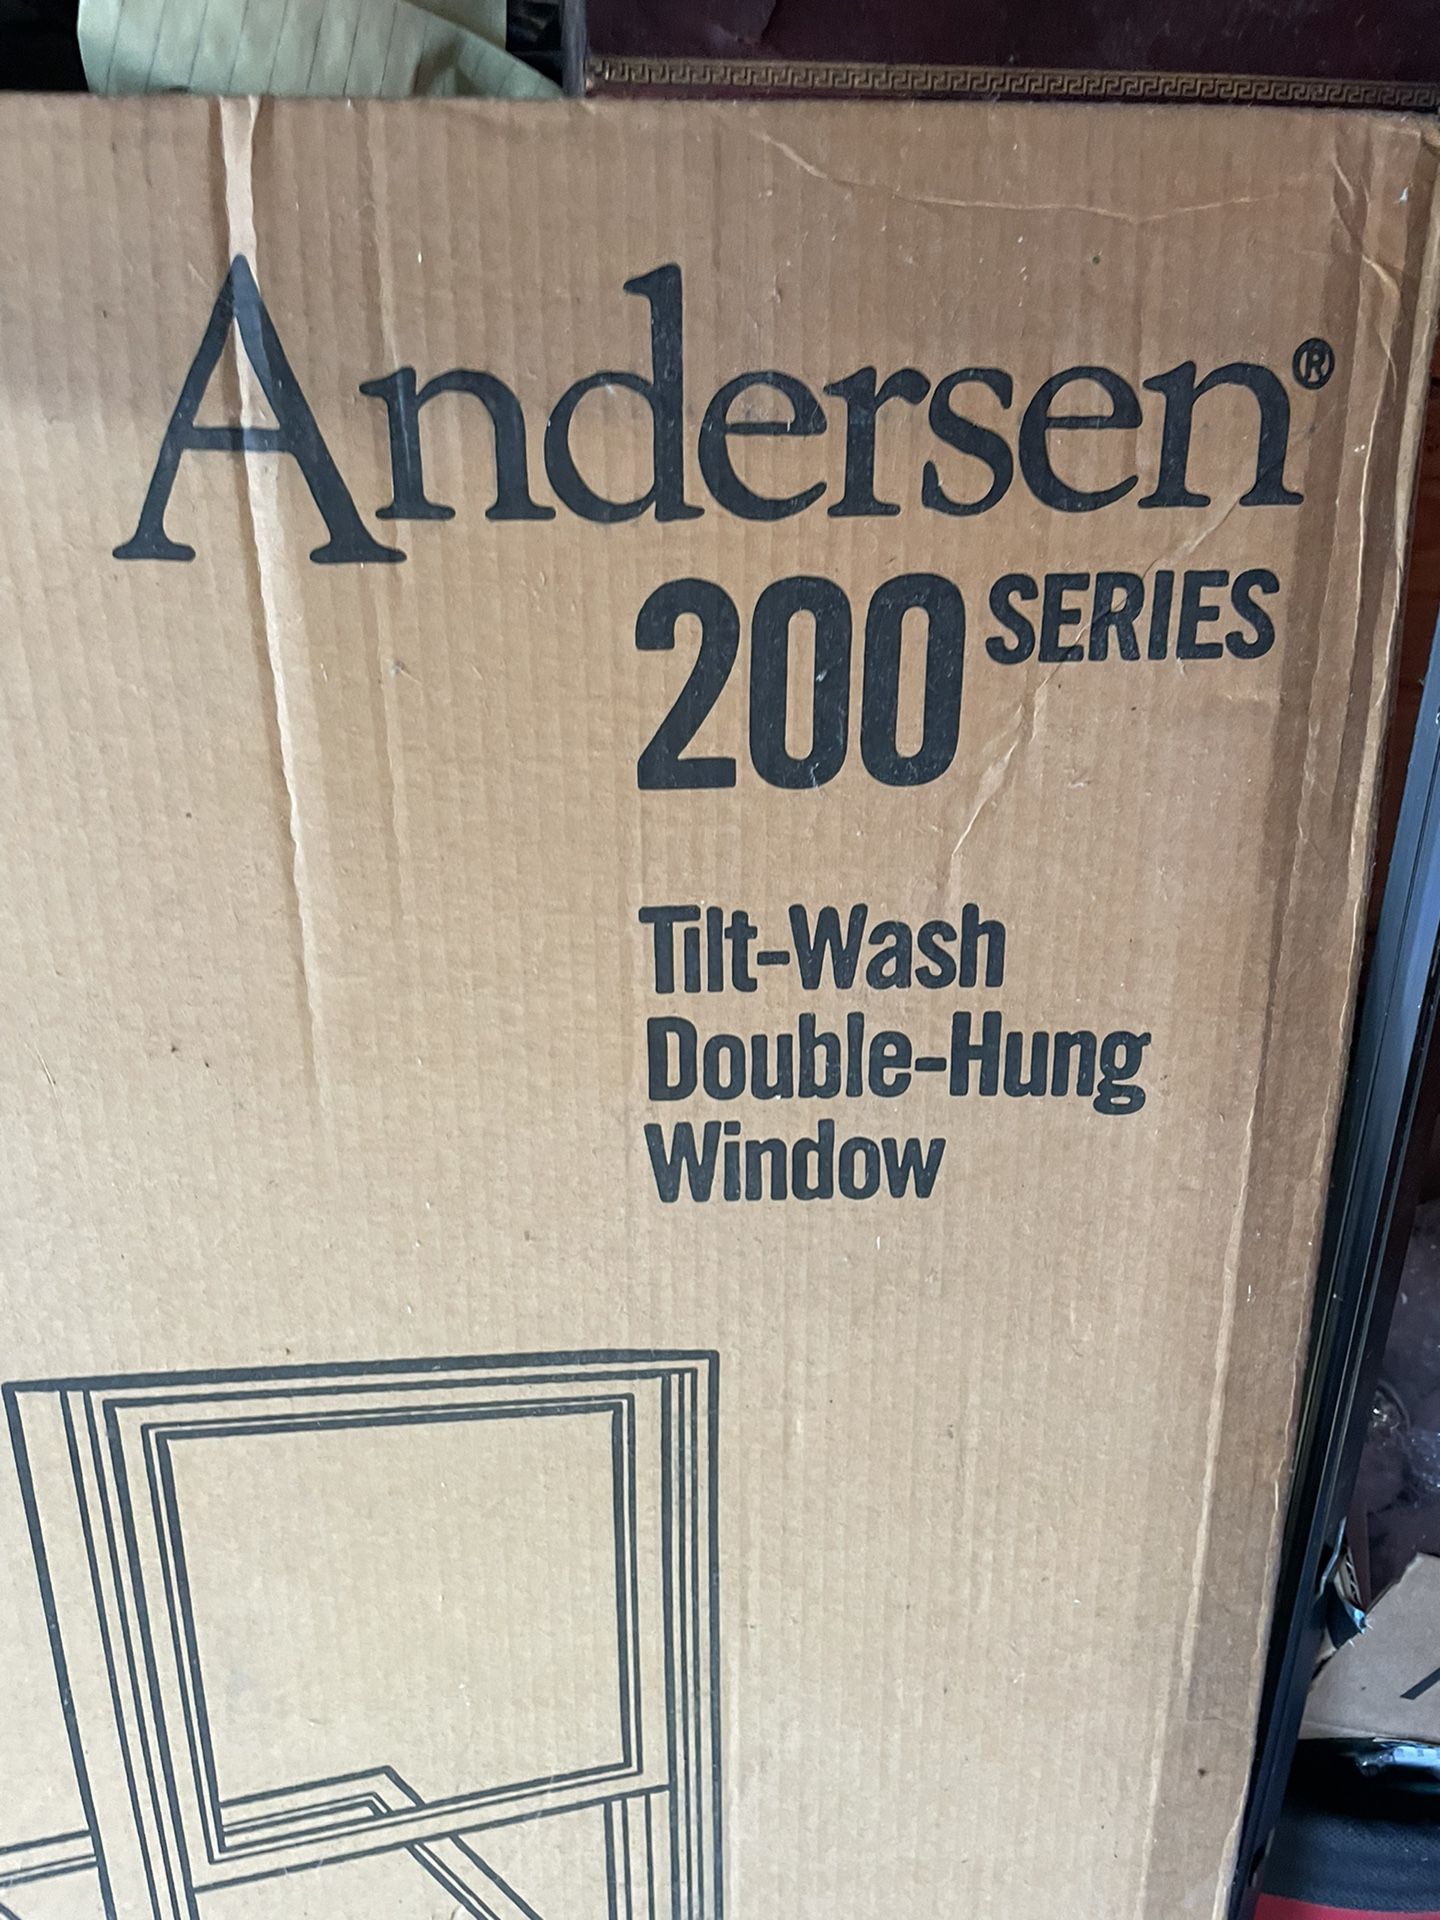 Andersen®
200 SERIES
Tilt-Wash
Double-Hung
Window